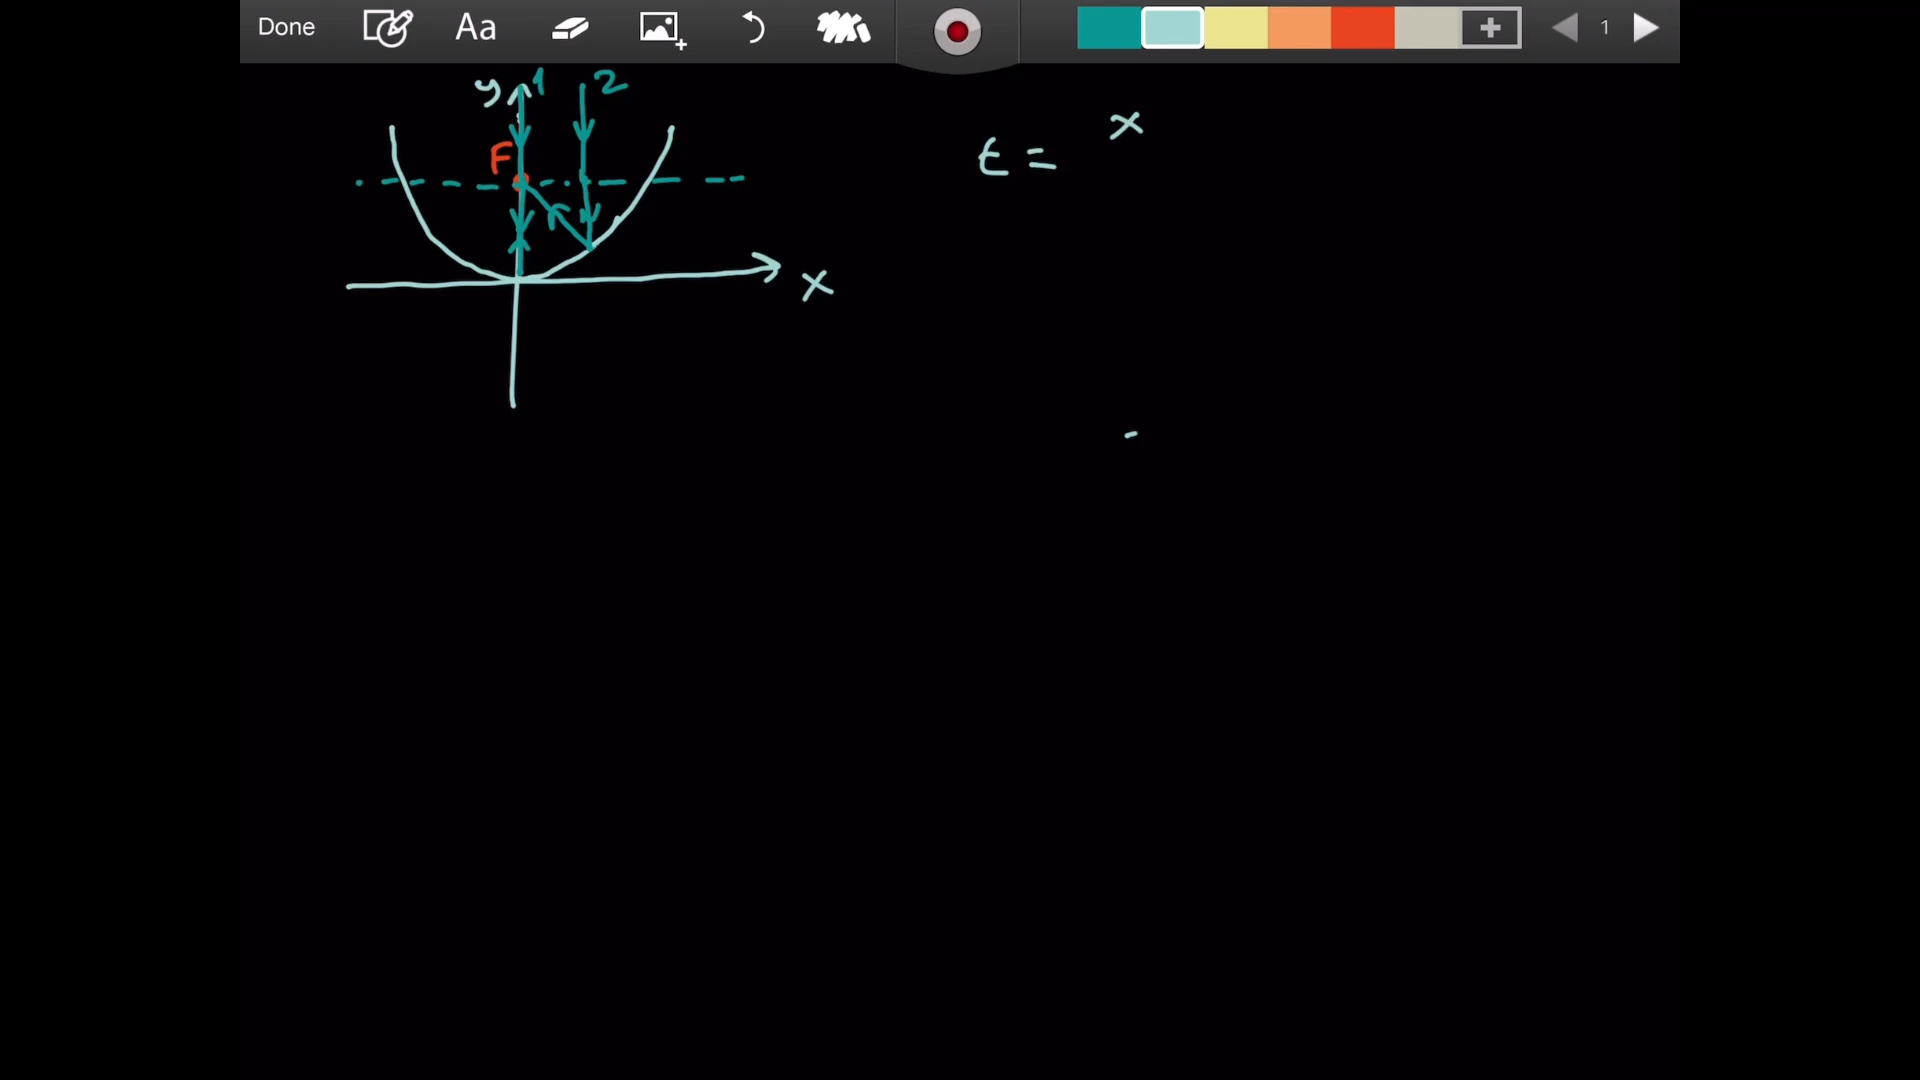 Done Aa 1
y 1 2
F
x
t = x